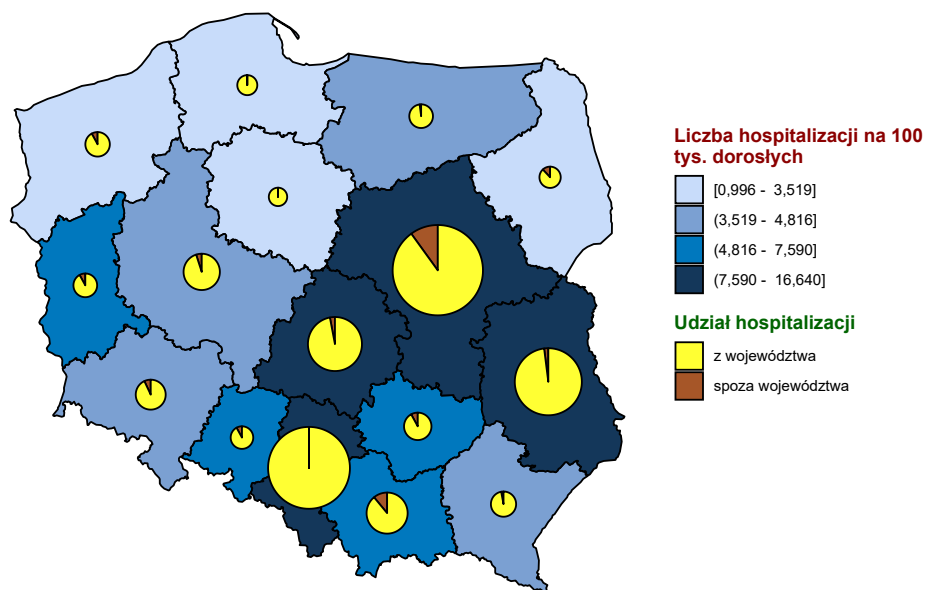 Liczba hospitalizacji na 100
tys. dorosłych
[0,996 - 3,519]
(3,519 - 4,816]
(4,816 - 7,590]
(7,590 - 16,640]
Udział hospitalizacji
z województwa
spoza województwa